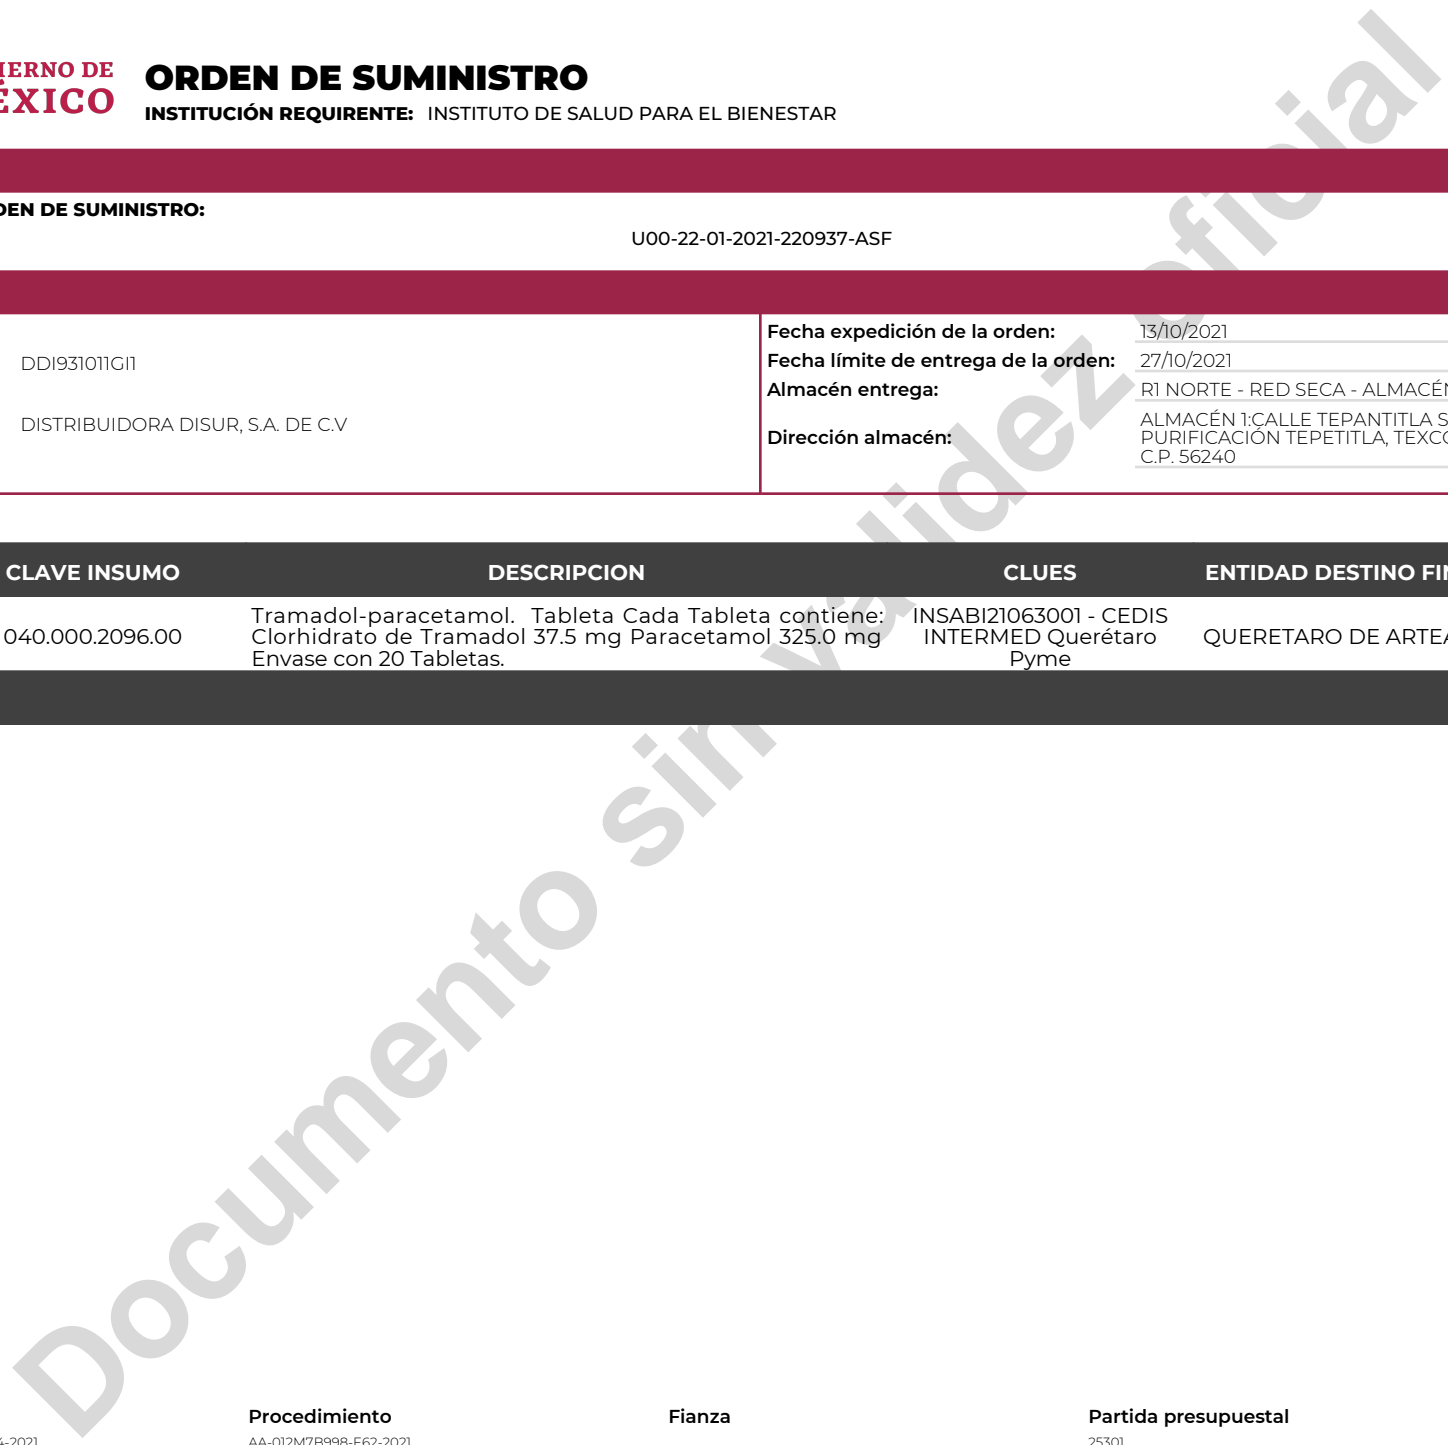 ORDEN DE SUMINISTRO
INSTITUCIÓN REQUIRENTE: INSTITUTO DE SALUD PARA EL BIENESTAR
DE SUMINISTRO:
U00-22-01-2021-220937-ASF
DDI931011GI1
DISTRIBUIDORA DISUR, S.A. DE C.V
Fecha expedición de la orden: 13/10/2021
Fecha límite de entrega de la orden: 27/10/2021
Almacén entrega: R1 NORTE - RED SECA - ALMACÉN
Dirección almacén:
ALMACÉN 1:CALLE TEPANTITLA S
PURIFICACIÓN TEPETITLA, TEXCO
C.P. 56240
CLAVE INSUMO DESCRIPCION CLUES ENTIDAD DESTINO FIN
040.000.2096.00
Tramadol-paracetamol. Tableta Cada Tableta contiene:
Clorhidrato de Tramadol 37.5 mg Paracetamol 325.0 mg
Envase con 20 Tabletas.
INSABI21063001 - CEDIS
INTERMED Querétaro
Pyme
QUERETARO DE ARTEA
Documento sin validez oficial
Procedimiento Fianza Partida presupuestal
4-2021 AA-012M7B998-E62-2021 25301